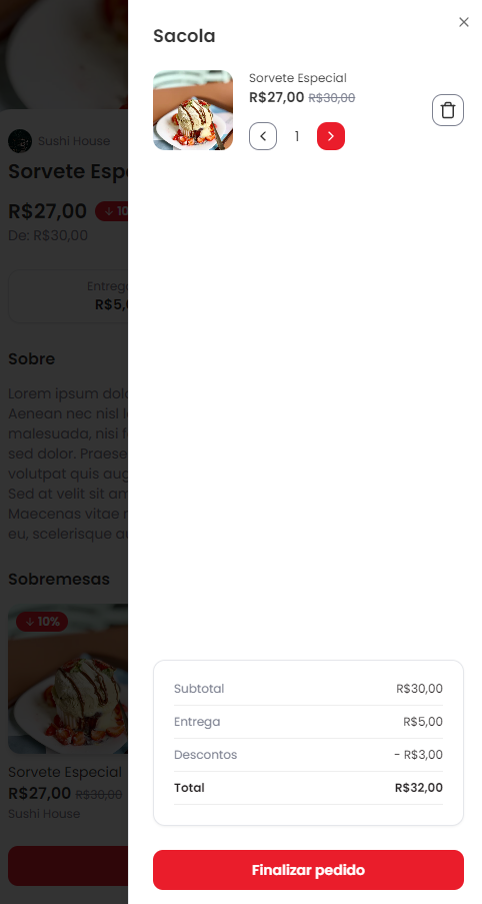 Sacola
Sorvete Especial
R$27,00 R$30,00
1
Subtotal R$30,00
Entrega R$5,00
Descontos - R$3,00
Total R$32,00
Finalizar pedido
Sushi House
Sorvete Espe
R$27,00 10
De: R$30,00
Entrega
R$5,0
Sobre
Lorem ipsum dolo
Aenean nec nisl
malesuada, nisi f
sed dolor. Praese
volutpat quis aug
Sed at velit sit am
Maecenas vitae
eu, scelerisque
Sobremesas
10%
Sorvete Especial
R$27,00 R$30,00
Sushi House